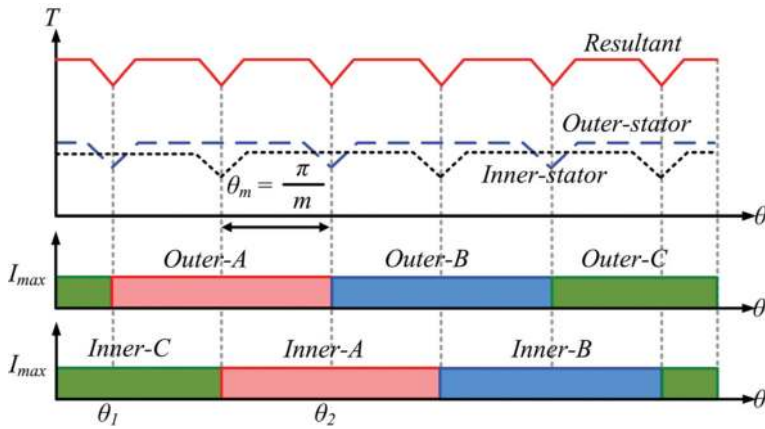 T
Resultant
Outer-stator
Inner-stator
θₘ = π/m
θ
Outer-A Outer-B Outer-C
Iₘₐₓ
θ
Inner-C Inner-A Inner-B
Iₘₐₓ
θ
θ₁ θ₂